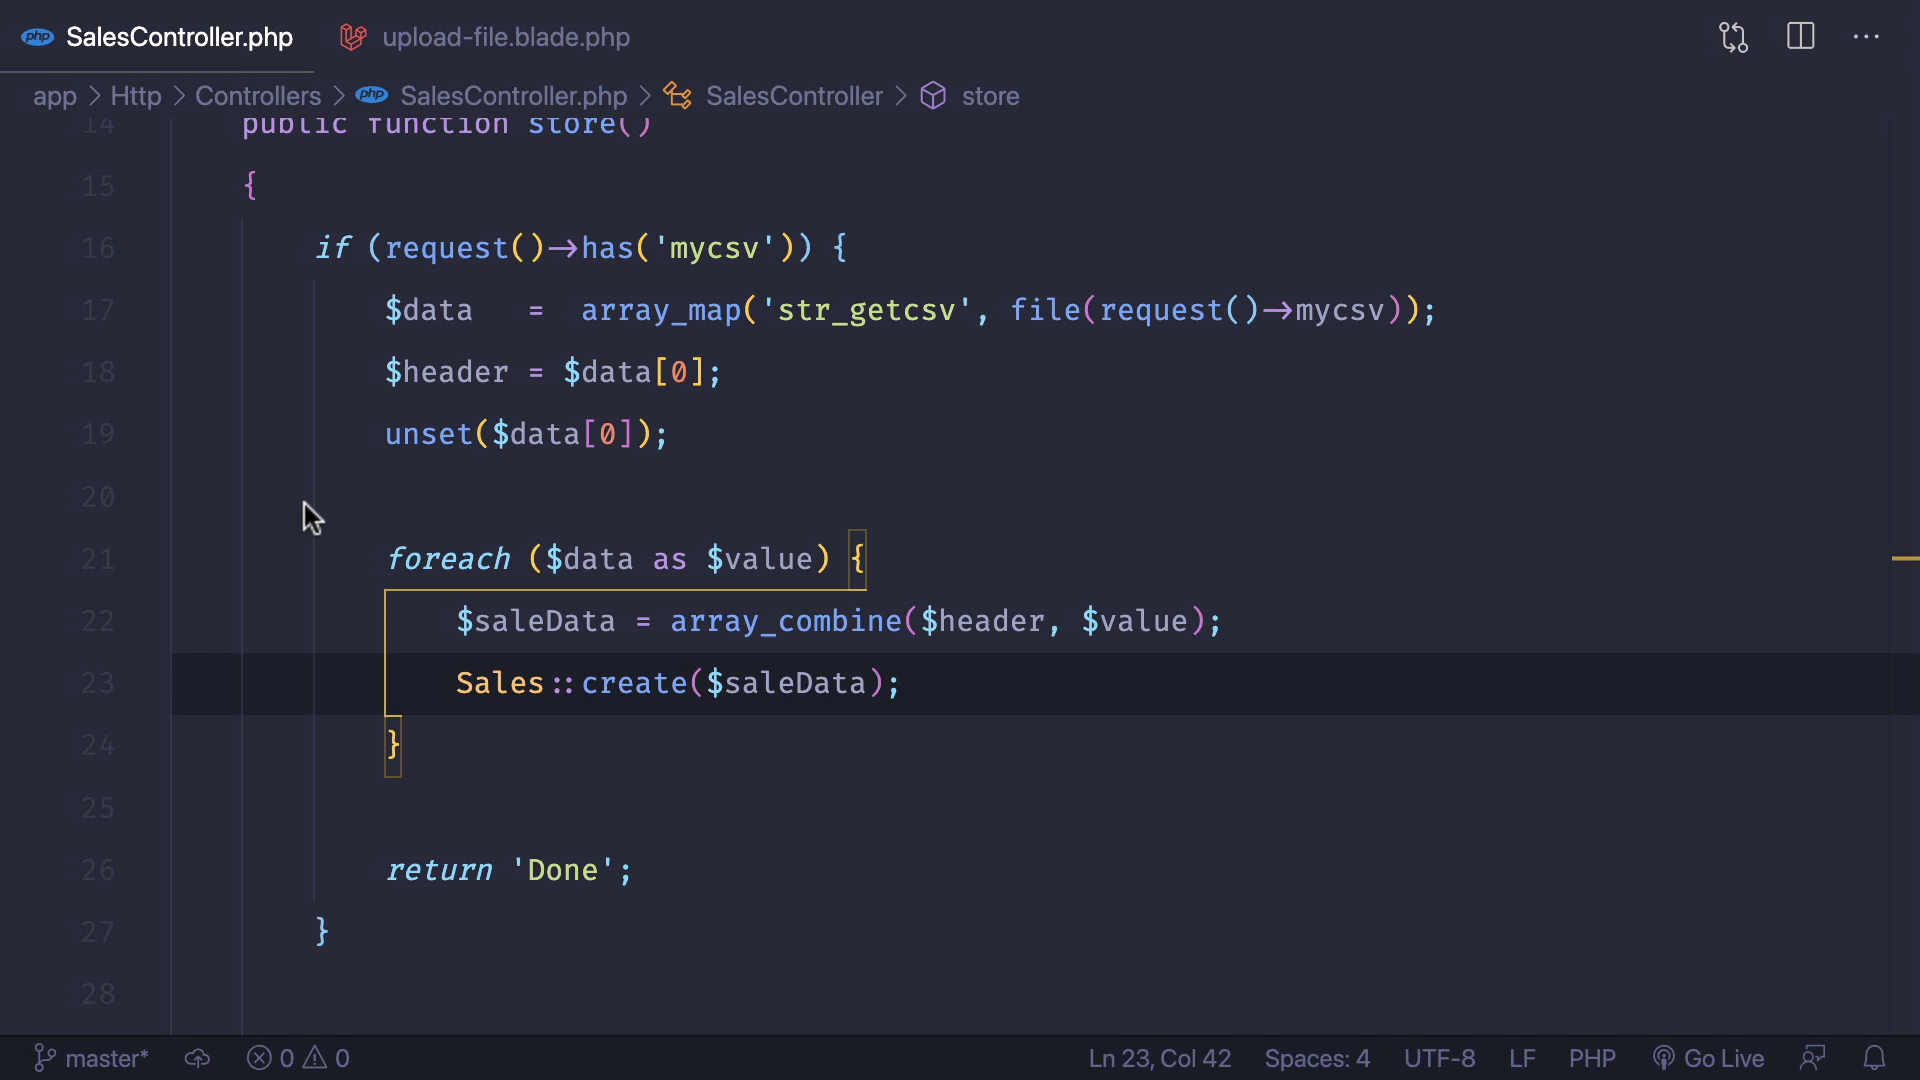 php SalesController.php upload-file.blade.php
app > Http > Controllers > php SalesController.php > SalesController > store
14 public function store()
15 {
16 if (request()->has('mycsv')) {
17 $data = array_map('str_getcsv', file(request()->mycsv));
18 $header = $data[0];
19 unset($data[0]);
20
21 foreach ($data as $value) {
22 $saleData = array_combine($header, $value);
23 Sales::create($saleData);
24 }
25
26 return 'Done';
27 }
28
master* 0 0 Ln 23, Col 42 Spaces: 4 UTF-8 LF PHP Go Live